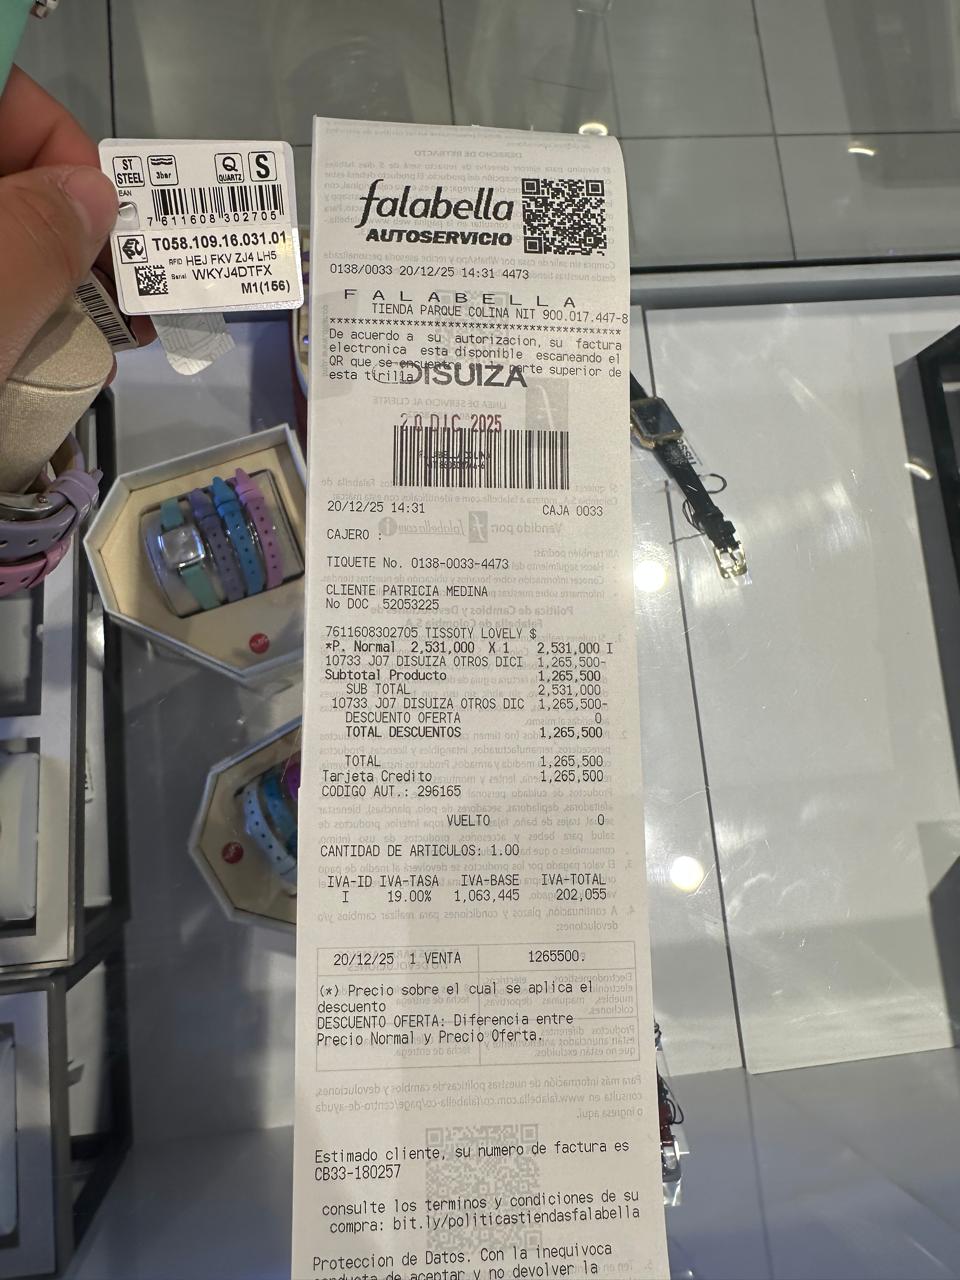 ST STEEL
3bar
Q QUARTZ
S
EAN
7 611608 302705
T058.109.16.031.01
RFID HEJ FKV ZJ4 LH5
Serial WKYJ4DTFX
M1(156)
falabella
AUTOSERVICIO
0138/0033 20/12/25 14:31 4473
F A L A B E L L A
TIENDA PARQUE COLINA NIT 900.017.447-8
****************************************
De acuerdo a su autorizacion, su factura
electronica esta disponible escaneando el
QR que se encuentra parte superior de
esta tirilla
DISUIZA
20 DIC 2025
20/12/25 14:31 CAJA 0033
CAJERO :
TIQUETE No. 0138-0033-4473
CLIENTE PATRICIA MEDINA
No DOC 52053225
7611608302705 TISSOTY LOVELY $
*P. Normal 2,531,000 X 1 2,531,000 I
10733 J07 DISUIZA OTROS DICI 1,265,500-
Subtotal Producto 1,265,500
SUB TOTAL 2,531,000
10733 J07 DISUIZA OTROS DIC 1,265,500-
DESCUENTO OFERTA 0
TOTAL DESCUENTOS 1,265,500
TOTAL 1,265,500
Tarjeta Credito 1,265,500
CODIGO AUT.: 296165
VUELTO 0
CANTIDAD DE ARTICULOS: 1.00
IVA-ID IVA-TASA IVA-BASE IVA-TOTAL
I 19.00% 1,063,445 202,055
20/12/25 1 VENTA 1265500
(*) Precio sobre el cual se aplica el
descuento
DESCUENTO OFERTA: Diferencia entre
Precio Normal y Precio Oferta.
Estimado cliente, su numero de factura es
CB33-180257
consulte los terminos y condiciones de su
compra: bit.ly/politicastiendasfalabella
Proteccion de Datos. Con la inequivoca
conducta de aceptar y no devolver la